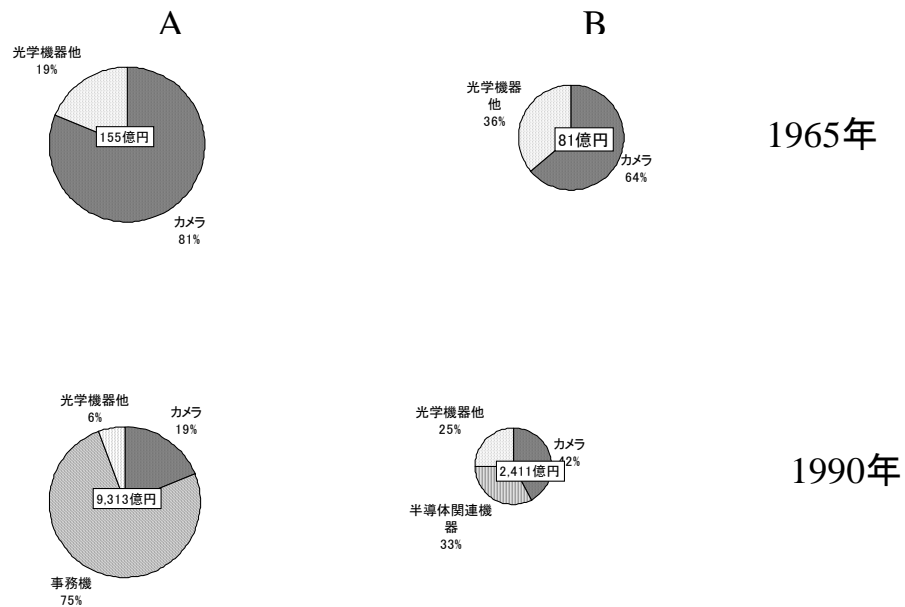 A
B
光学機器他
19%
155億円
カメラ
81%
光学機器
他
36%
81億円
カメラ
64%
1965年
光学機器他
6%
カメラ
19%
9,313億円
事務機
75%
光学機器他
25%
カメラ
42%
2,411億円
半導体関連機
器
33%
1990年